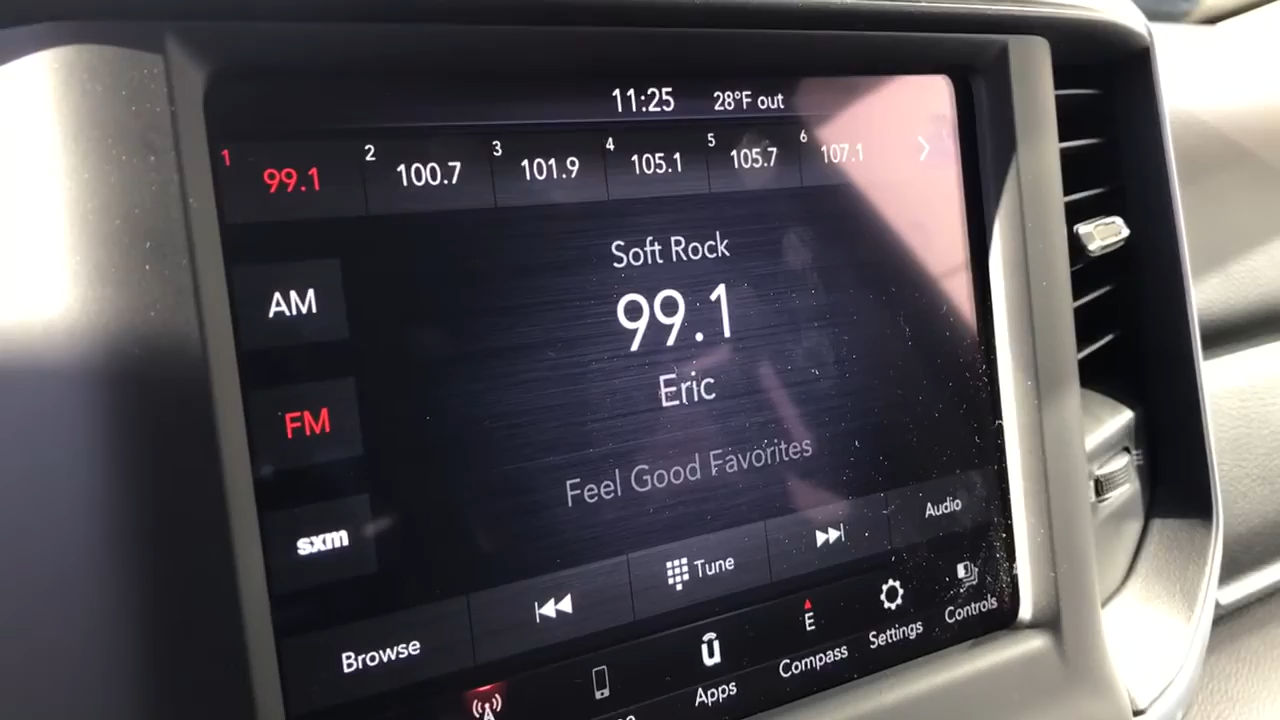 11:25 28°F out
1 99.1 2 100.7 3 101.9 4 105.1 5 105.7 6 107.1
Soft Rock
AM
99.1
Eric
FM
Feel Good Favorites
sxm
Browse Tune Audio
Apps E Compass Settings Controls